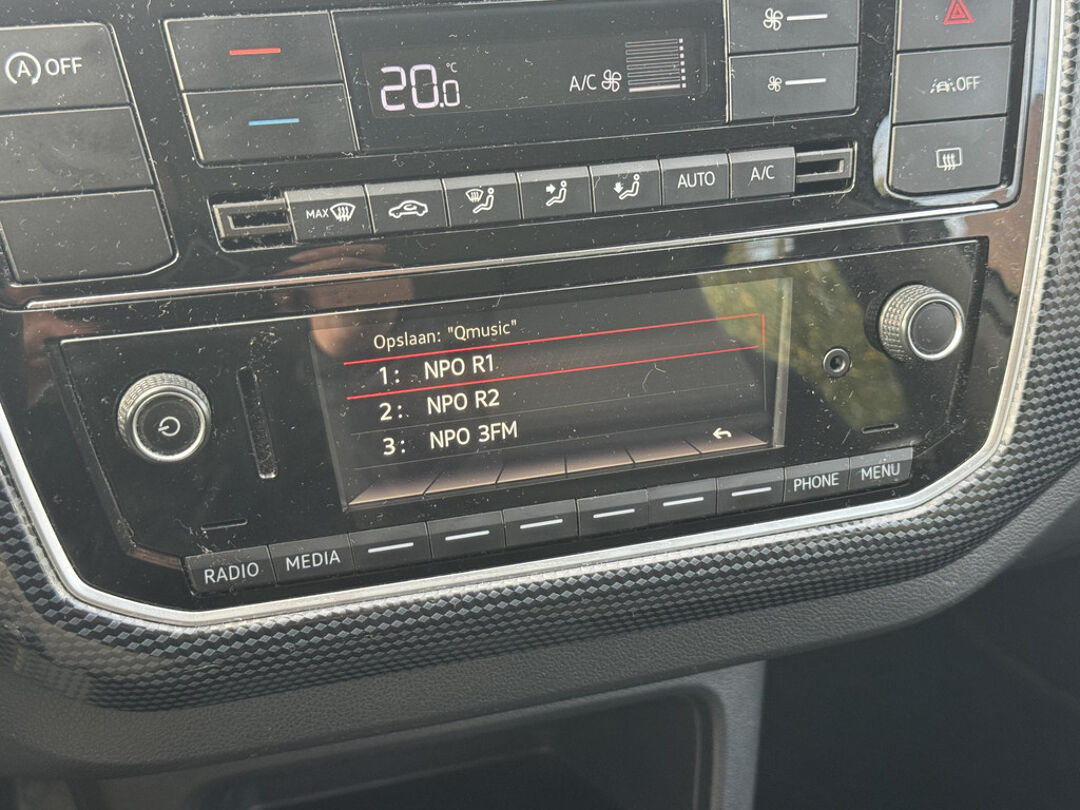 A OFF
20.0 °C
A/C
OFF
MAX
AUTO
A/C
Opslaan: "Qmusic"
1: NPO R1
2: NPO R2
3: NPO 3FM
RADIO
MEDIA
PHONE
MENU